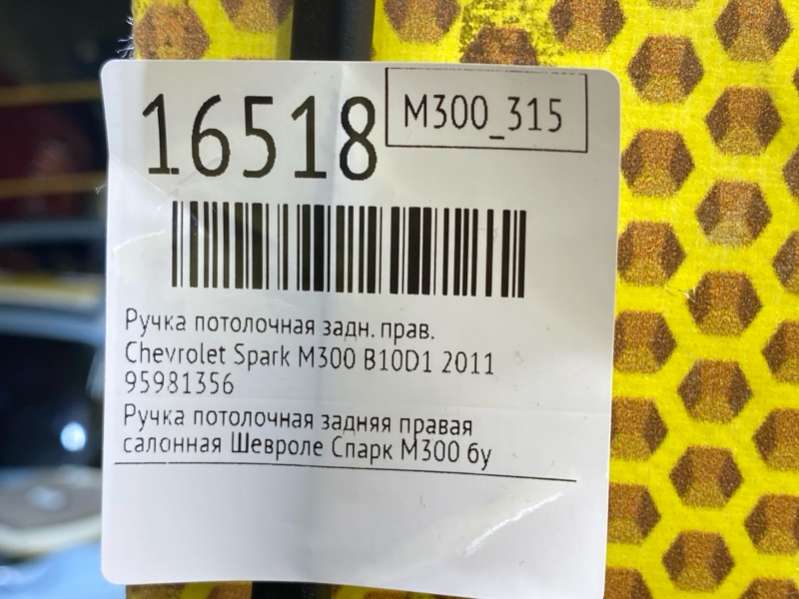 16518
M300_315
Ручка потолочная задн. прав.
Chevrolet Spark M300 B10D1 2011
95981356
Ручка потолочная задняя правая
салонная Шевроле Спарк М300 бу